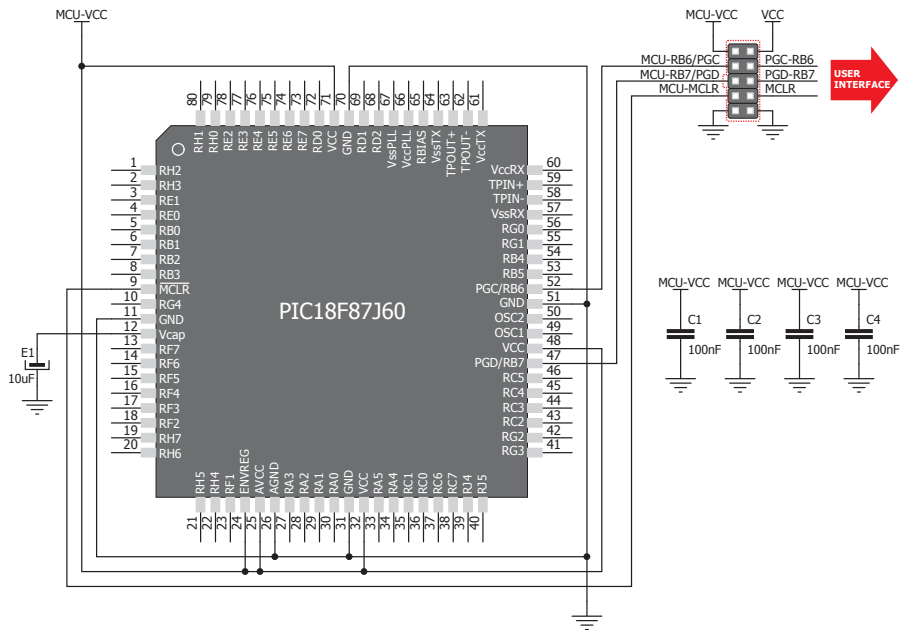 MCU-VCC
MCU-VCC VCC
MCU-RB6/PGC PGC-RB6
MCU-RB7/PGD PGD-RB7
MCU-MCLR MCLR
USER
INTERFACE
80 79 78 77 76 75 74 73 72 71 70 69 68 67 66 65 64 63 62 61
RH1 RH0 RE2 RE3 RE4 RE5 RE6 RE7 RD0 VCC GND RD1 RD2 VssPLL VccPLL RBIAS VssTX TPOUT+ TPOUT- VccTX
1 RH2
2 RH3
3 RE1
4 RE0
5 RB0
6 RB1
7 RB2
8 RB3
9 MCLR
10 RG4
11 GND
12 Vcap
13 RF7
14 RF6
15 RF5
16 RF4
17 RF3
18 RF2
19 RH7
20 RH6
E1
10uF
PIC18F87J60
VccRX 60
TPIN+ 59
TPIN- 58
VssRX 57
RG0 56
RG1 55
RB4 54
RB5 53
PGC/RB6 52
GND 51
OSC2 50
OSC1 49
VCC 48
PGD/RB7 47
RC5 46
RC4 45
RC3 44
RC2 43
RG2 42
RG3 41
RH5 RH4 RF1 ENVREG AVCC AGND RA3 RA2 RA1 RA0 GND VCC RA5 RA4 RC1 RC0 RC6 RC7 RJ4 RJ5
21 22 23 24 25 26 27 28 29 30 31 32 33 34 35 36 37 38 39 40
MCU-VCC MCU-VCC MCU-VCC MCU-VCC
C1 C2 C3 C4
100nF 100nF 100nF 100nF